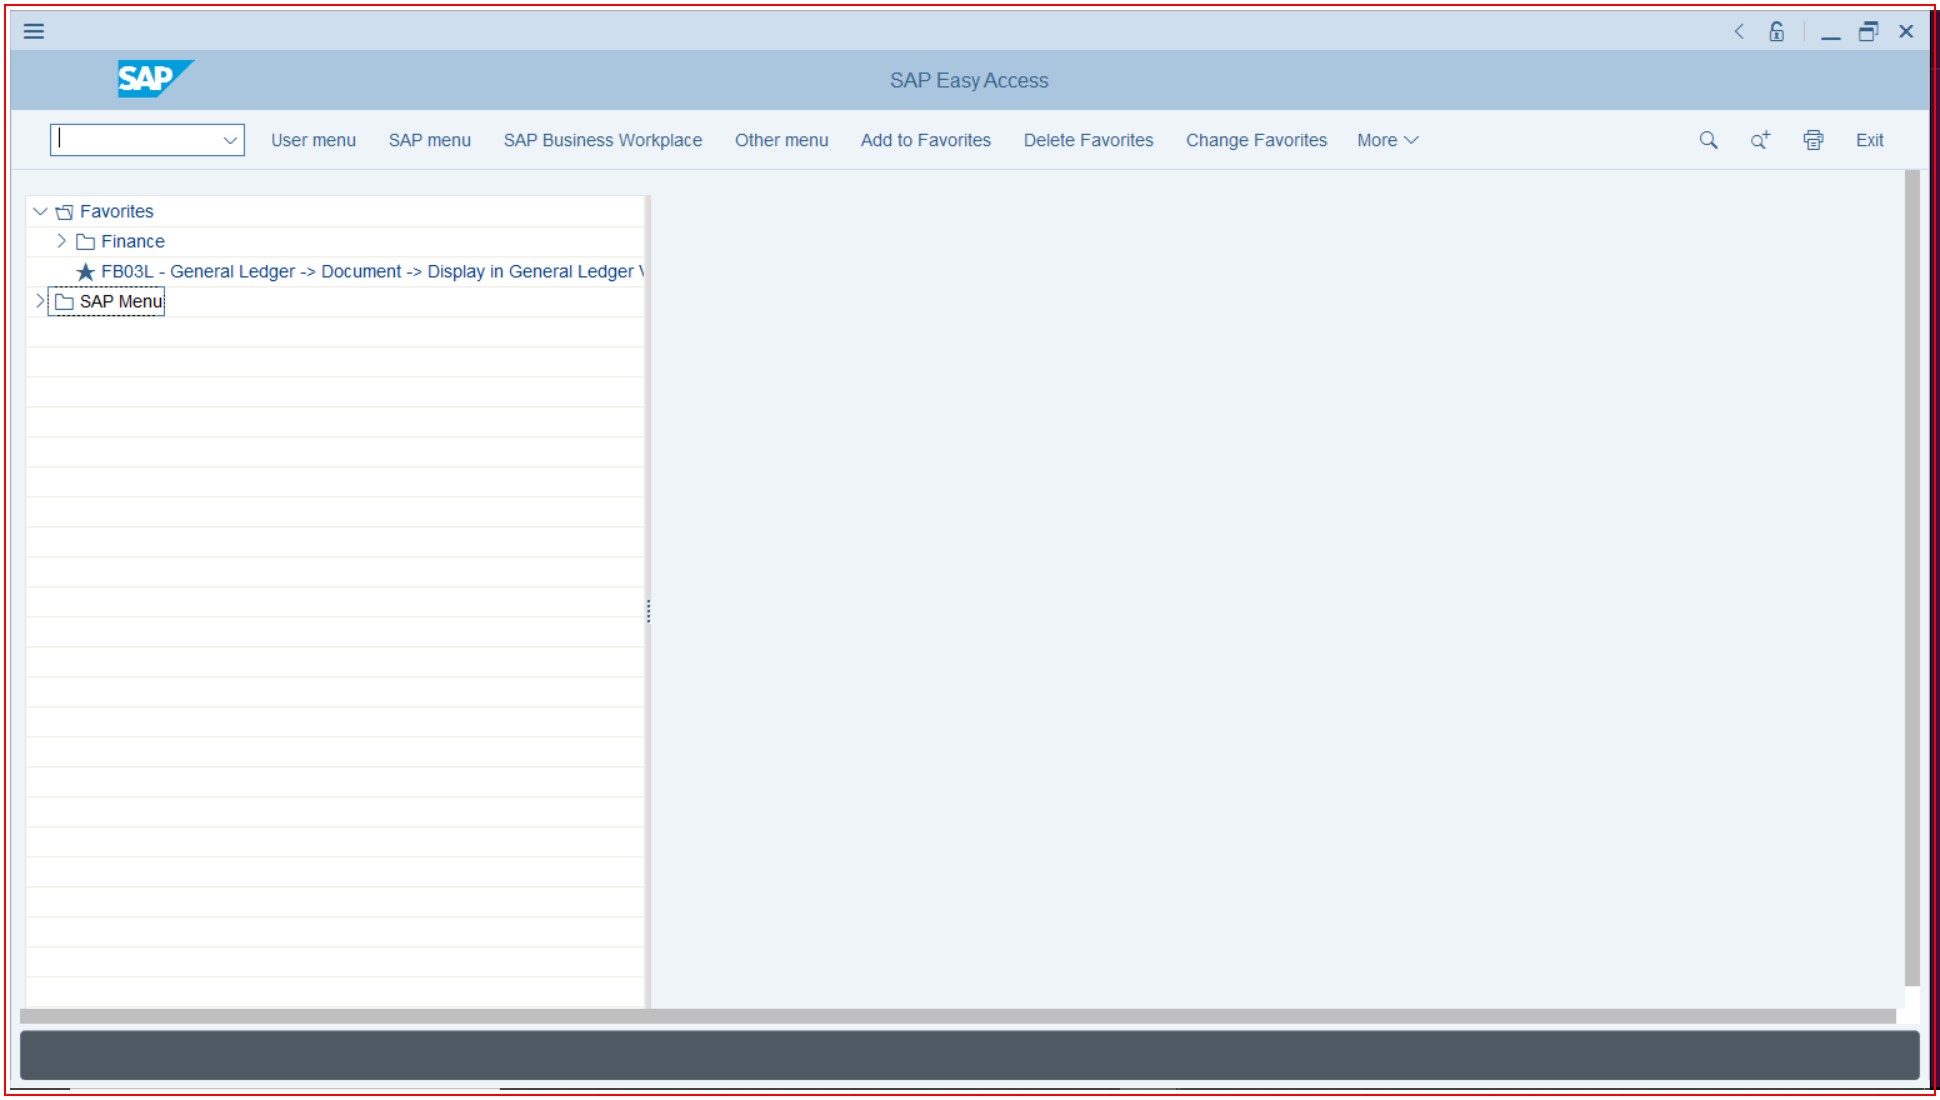 SAP
SAP Easy Access
User menu SAP menu SAP Business Workplace Other menu Add to Favorites Delete Favorites Change Favorites More Exit
Favorites
Finance
FB03L - General Ledger -> Document -> Display in General Ledger
SAP Menu